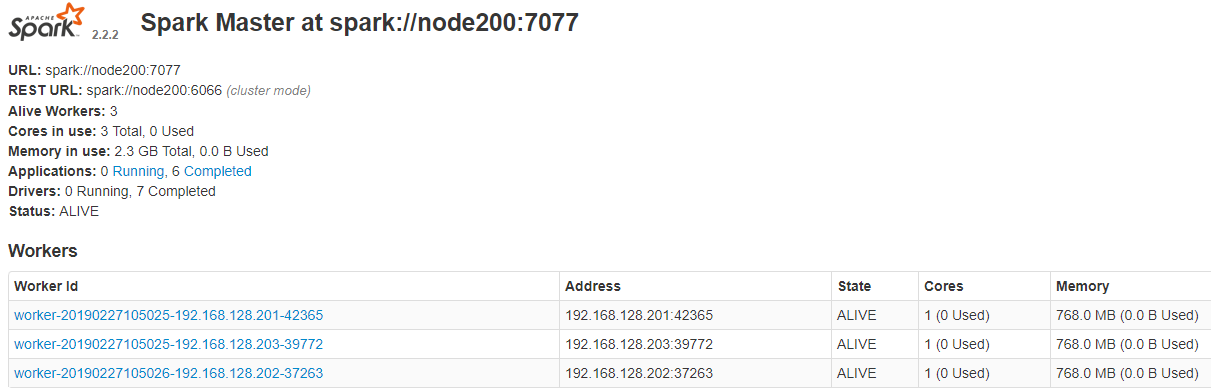 APACHE Spark 2.2.2 Spark Master at spark://node200:7077
URL: spark://node200:7077
REST URL: spark://node200:6066 (cluster mode)
Alive Workers: 3
Cores in use: 3 Total, 0 Used
Memory in use: 2.3 GB Total, 0.0 B Used
Applications: 0 Running, 6 Completed
Drivers: 0 Running, 7 Completed
Status: ALIVE
Workers
Worker Id Address State Cores Memory
worker-20190227105025-192.168.128.201-42365 192.168.128.201:42365 ALIVE 1 (0 Used) 768.0 MB (0.0 B Used)
worker-20190227105025-192.168.128.203-39772 192.168.128.203:39772 ALIVE 1 (0 Used) 768.0 MB (0.0 B Used)
worker-20190227105026-192.168.128.202-37263 192.168.128.202:37263 ALIVE 1 (0 Used) 768.0 MB (0.0 B Used)